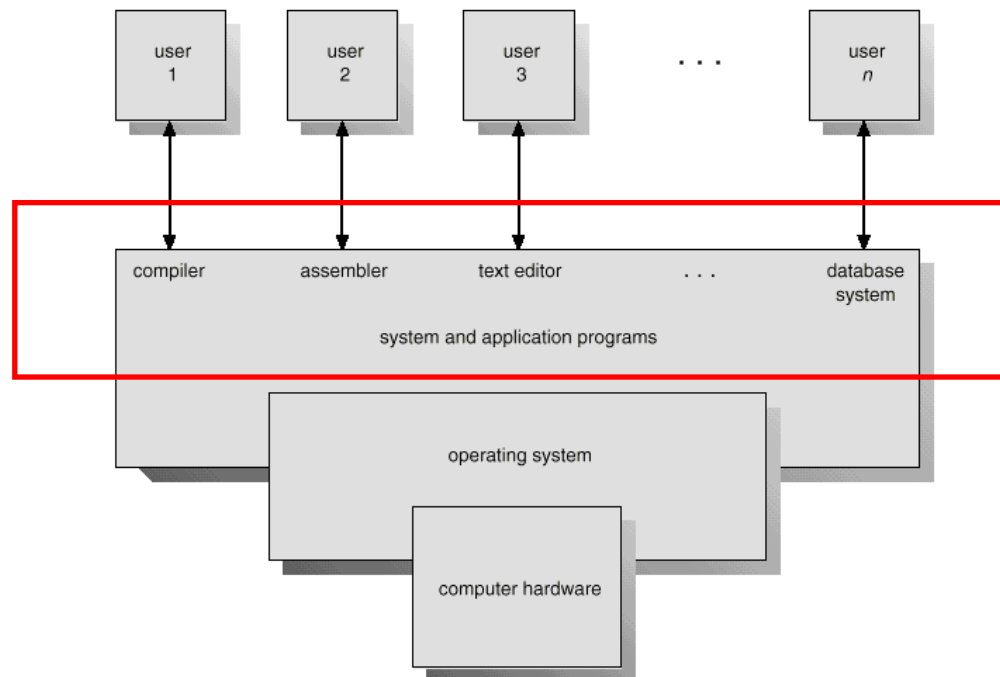 user
1
user
2
user
3
. . .
user
n
compiler
assembler
text editor
. . .
database
system
system and application programs
operating system
computer hardware